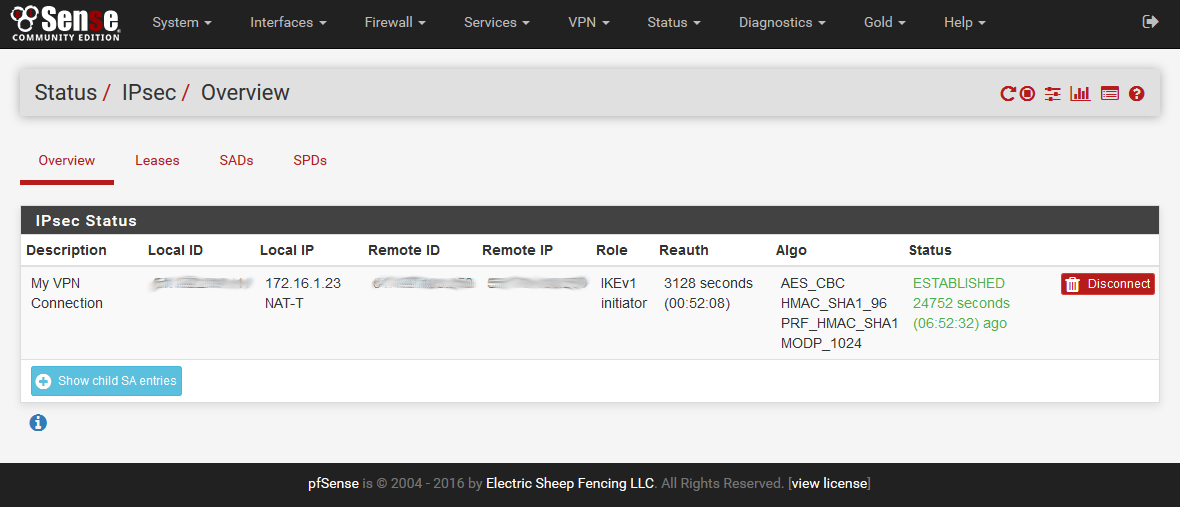 Sense
COMMUNITY EDITION
System Interfaces Firewall Services VPN Status Diagnostics Gold Help
Status / IPsec / Overview
Overview Leases SADs SPDs
IPsec Status
Description Local ID Local IP Remote ID Remote IP Role Reauth Algo Status
My VPN 172.16.1.23 IKEv1 3128 seconds AES_CBC ESTABLISHED Disconnect
Connection NAT-T initiator (00:52:08) HMAC_SHA1_96 24752 seconds
PRF_HMAC_SHA1 (06:52:32) ago
MODP_1024
Show child SA entries
pfSense is © 2004 - 2016 by Electric Sheep Fencing LLC. All Rights Reserved. [view license]